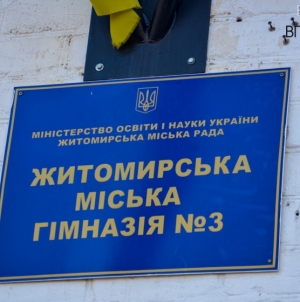 МІНІСТЕРСТВО ОСВІТИ І НАУКИ УКРАЇНИ
ЖИТОМИРСЬКА МІСЬКА РАДА
ЖИТОМИРСЬКА
МІСЬКА
ГІМНАЗІЯ №3